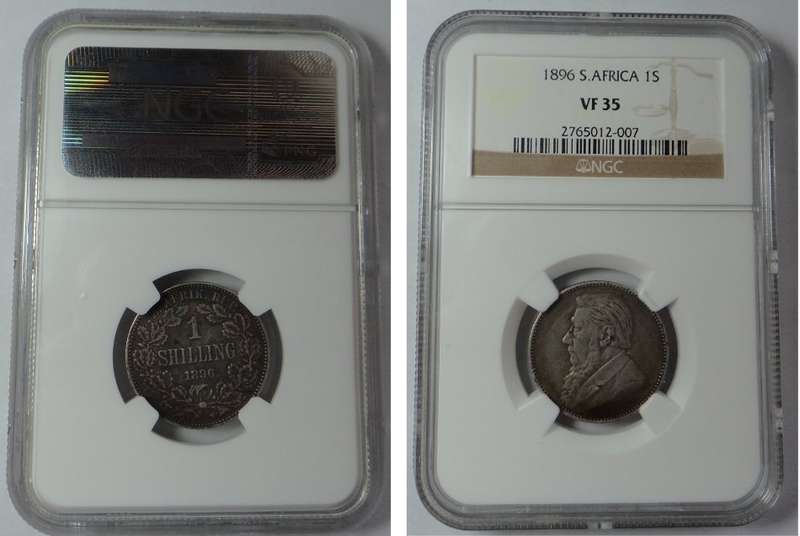 NGC
1
SHILLING
1896
1896 S.AFRICA 1S
VF 35
2765012-007
NGC